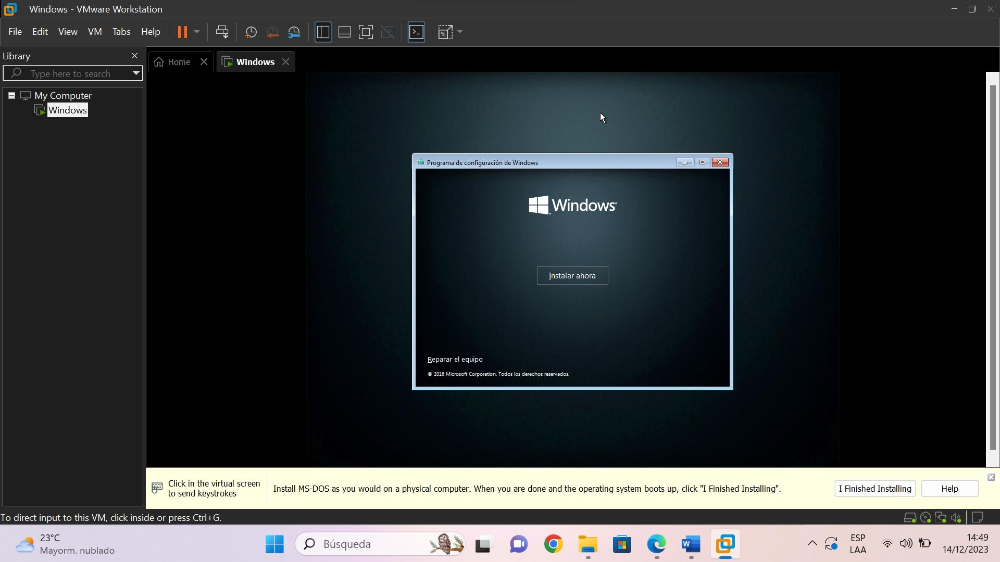 Windows - VMware Workstation
File Edit View VM Tabs Help
Library
Home
Windows
Type here to search
My Computer
Windows
Programa de configuración de Windows
Windows
Instalar ahora
Reparar el equipo
© 2016 Microsoft Corporation. Todos los derechos reservados.
Click in the virtual screen
to send keystrokes
Install MS-DOS as you would on a physical computer. When you are done and the operating system boots up, click "I Finished Installing".
I Finished Installing
Help
To direct input to this VM, click inside or press Ctrl+G.
23°C
Mayorm. nublado
Búsqueda
ESP
LAA
14:49
14/12/2023